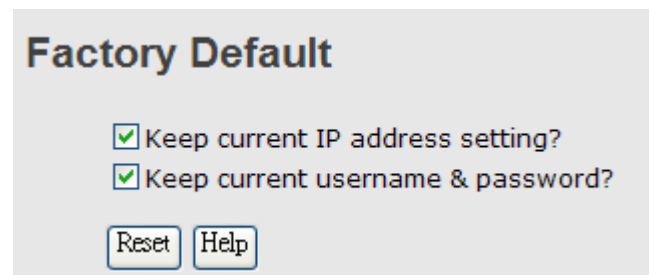 Factory Default
Keep current IP address setting?
Keep current username & password?
Reset Help